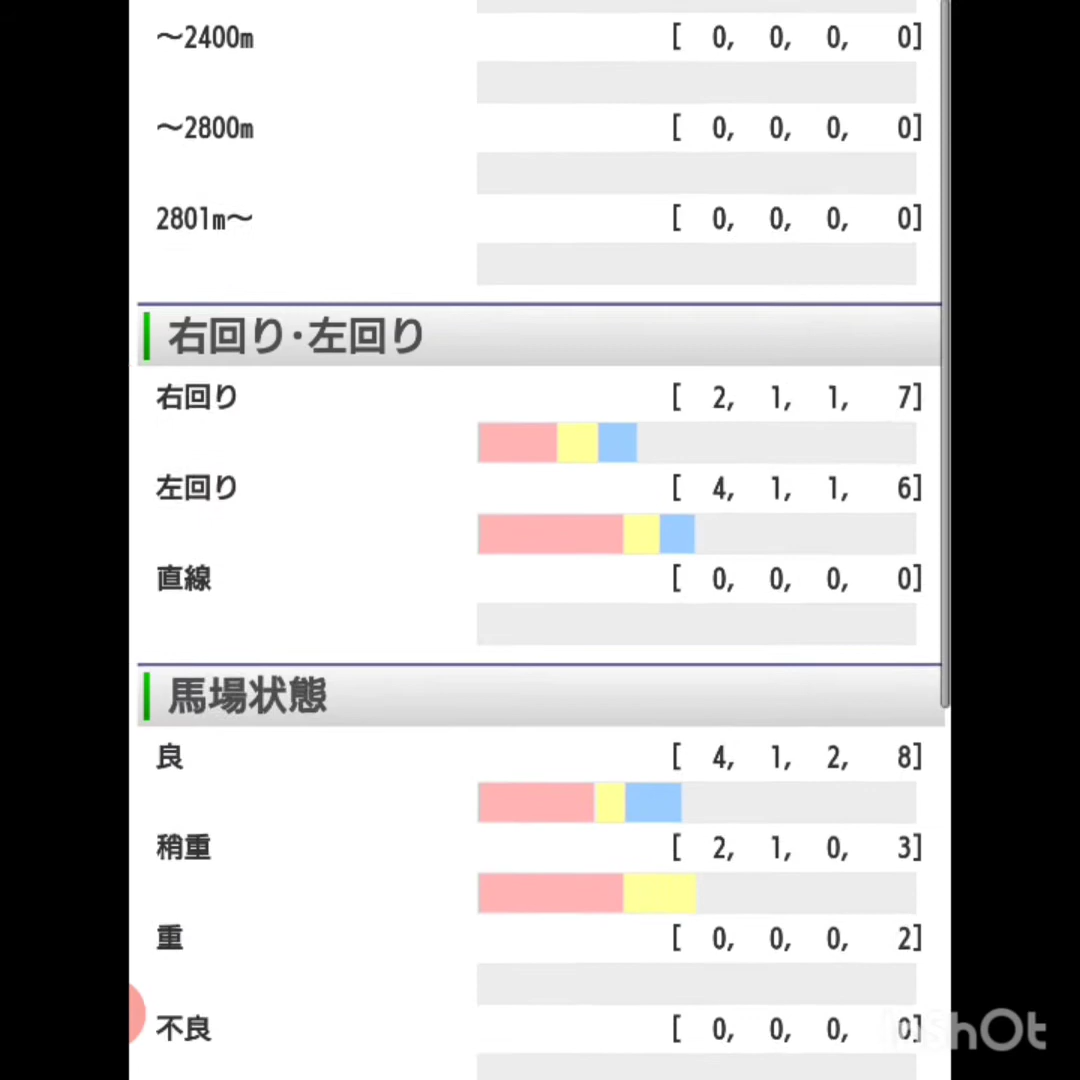 ～2400m [ 0, 0, 0, 0]
～2800m [ 0, 0, 0, 0]
2801m～ [ 0, 0, 0, 0]
右回り・左回り
右回り [ 2, 1, 1, 7]
左回り [ 4, 1, 1, 6]
直線 [ 0, 0, 0, 0]
馬場状態
良 [ 4, 1, 2, 8]
稍重 [ 2, 1, 0, 3]
重 [ 0, 0, 0, 2]
不良 [ 0, 0, 0, 0]
InShOt